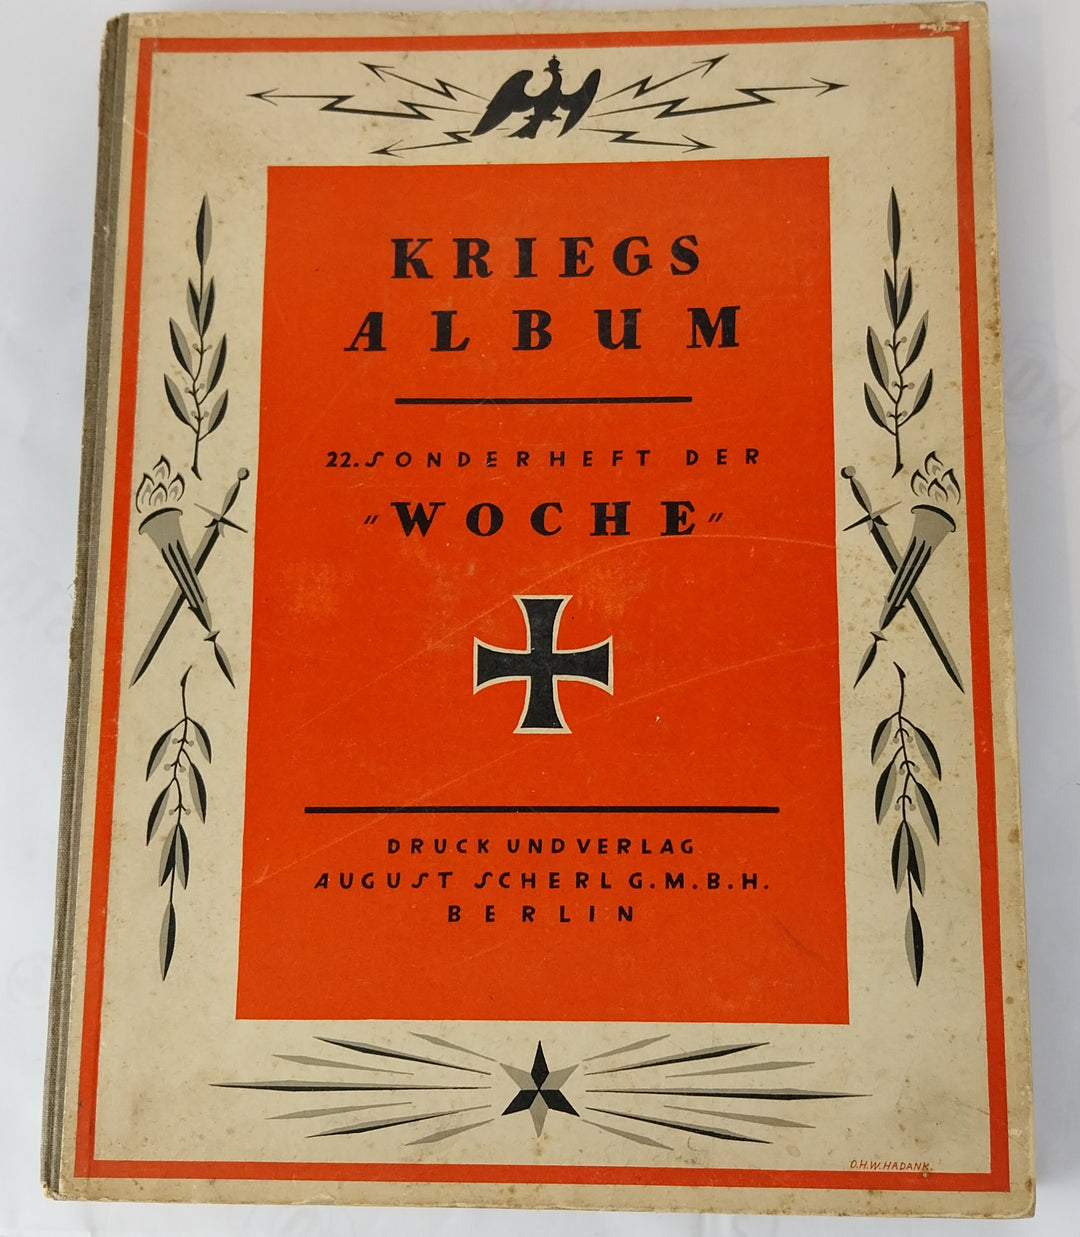 KRIEGS
ALBUM
22. SONDERHEFT DER
"WOCHE"
DRUCK UND VERLAG
AUGUST SCHERL G.M.B.H.
BERLIN
O.H.W.HADANK.